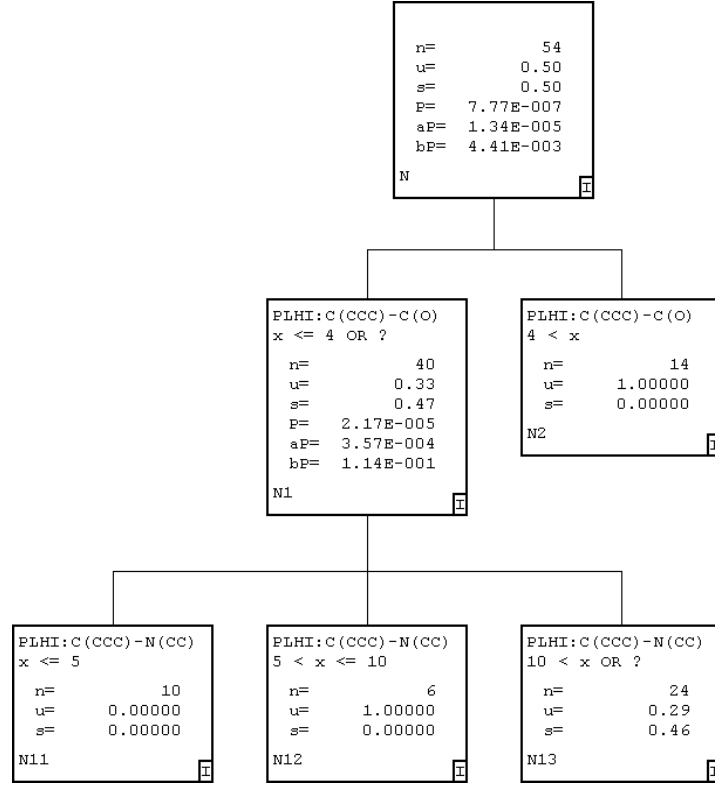 n= 54
u= 0.50
s= 0.50
P= 7.77E-007
aP= 1.34E-005
bP= 4.41E-003
N
I
PLHI:C(CCC)-C(O)
x <= 4 OR ?
n= 40
u= 0.33
s= 0.47
P= 2.17E-005
aP= 3.57E-004
bP= 1.14E-001
N1
I
PLHI:C(CCC)-C(O)
4 < x
n= 14
u= 1.00000
s= 0.00000
N2
I
PLHI:C(CCC)-N(CC)
x <= 5
n= 10
u= 0.00000
s= 0.00000
N11
I
PLHI:C(CCC)-N(CC)
5 < x <= 10
n= 6
u= 1.00000
s= 0.00000
N12
I
PLHI:C(CCC)-N(CC)
10 < x OR ?
n= 24
u= 0.29
s= 0.46
N13
I